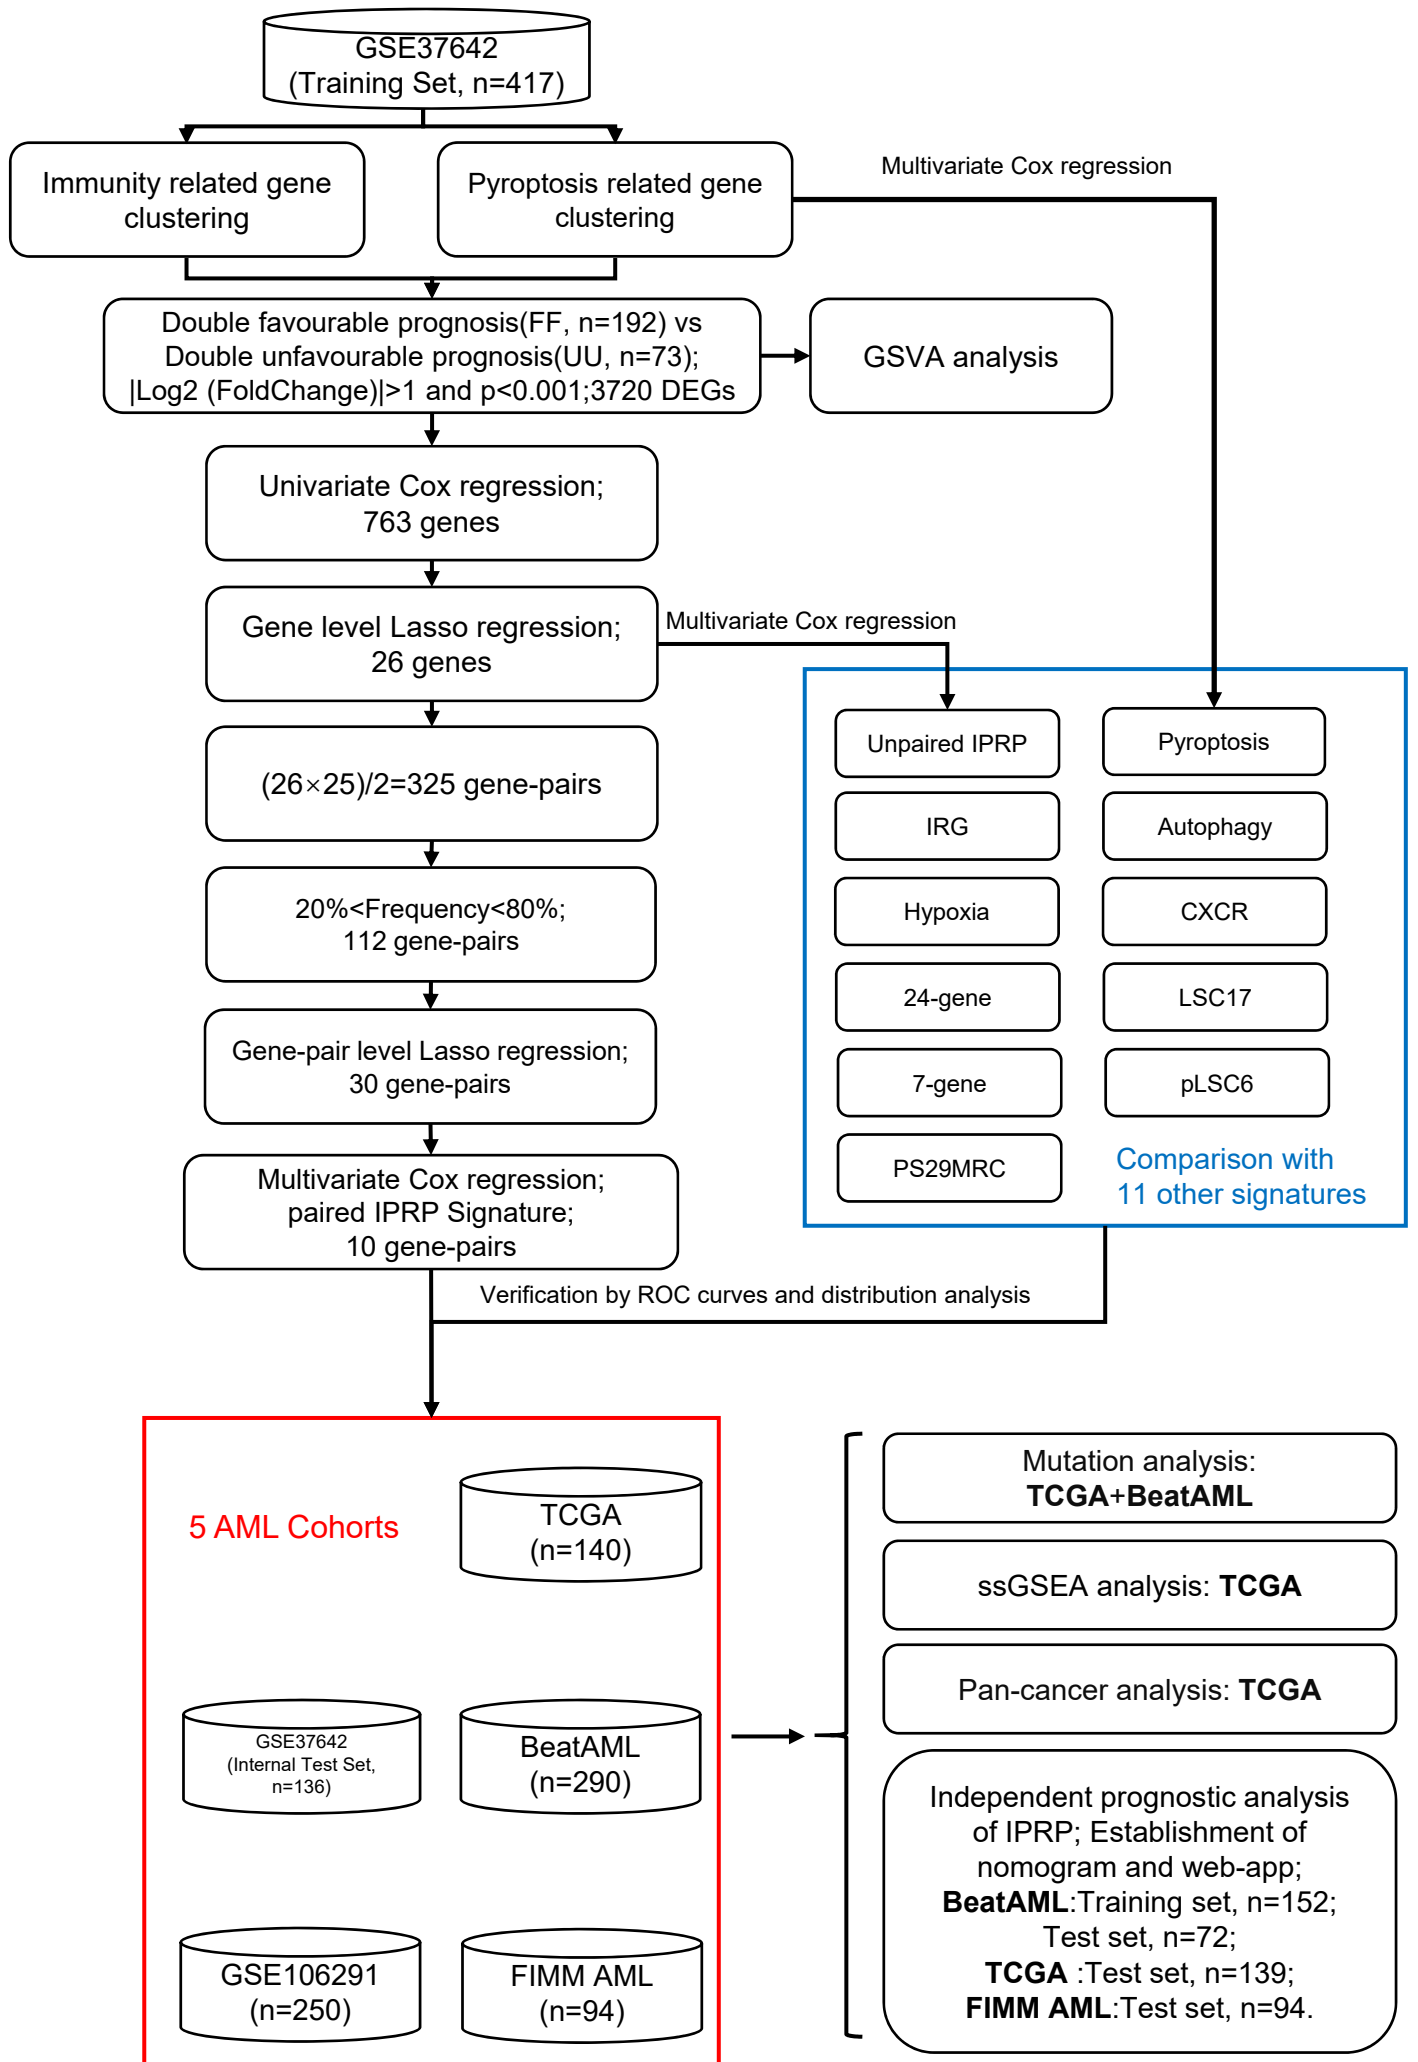 GSE37642
(Training Set, n=417)
Immunity related gene
clustering
Pyroptosis related gene
clustering
Multivariate Cox regression
Double favourable prognosis(FF, n=192) vs
Double unfavourable prognosis(UU, n=73);
|Log2 (FoldChange)|>1 and p<0.001;3720 DEGs
GSVA analysis
Univariate Cox regression;
763 genes
Gene level Lasso regression;
26 genes
Multivariate Cox regression
(26×25)/2=325 gene-pairs
20%<Frequency<80%;
112 gene-pairs
Gene-pair level Lasso regression;
30 gene-pairs
Multivariate Cox regression;
paired IPRP Signature;
10 gene-pairs
Unpaired IPRP
Pyroptosis
IRG
Autophagy
Hypoxia
CXCR
24-gene
LSC17
7-gene
pLSC6
PS29MRC
Comparison with
11 other signatures
Verification by ROC curves and distribution analysis
5 AML Cohorts
TCGA
(n=140)
GSE37642
(Internal Test Set,
n=136)
BeatAML
(n=290)
GSE106291
(n=250)
FIMM AML
(n=94)
Mutation analysis:
TCGA+BeatAML
ssGSEA analysis: TCGA
Pan-cancer analysis: TCGA
Independent prognostic analysis
of IPRP; Establishment of
nomogram and web-app;
BeatAML:Training set, n=152;
Test set, n=72;
TCGA :Test set, n=139;
FIMM AML:Test set, n=94.